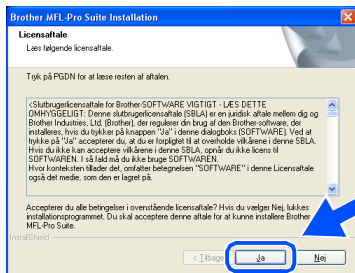 Brother MFL-Pro Suite Installation
Licensaftale
Læs følgende licensaftale.
Tryk på PGDN for at læse resten af aftalen.
<Slutbrugerlicensaftale for Brother-SOFTWARE VIGTIGT - LÆS DETTE
OMHYGGELIGT: Denne slutbrugerlicensaftale (SBLA) er en juridisk aftale mellem dig og
Brother Industries, Ltd. (Brother), der regulerer din brug af den Brother-software, der
installeres, hvis du trykker på knappen "Ja" i denne dialogboks (SOFTWARE). Ved at
trykke på "Ja" accepterer du, at du er forpligtet til at overholde vilkårene i denne SBLA.
Hvis du ikke kan acceptere vilkårene i denne SBLA, opnår du ikke licens til
SOFTWAREN. I så fald må du ikke bruge SOFTWAREN.
Hvor konteksten tillader det, omfatter betegnelsen "SOFTWARE" i denne Licensaftale
også det medie, som den er lagret på.
Accepterer du alle betingelser i ovenstående licensaftale? Hvis du vælger Nej, lukkes
installationsprogrammet. Du skal acceptere denne aftale for at kunne installere Brother
MFL-Pro Suite.
InstallShield
< Tilbage
Ja
Nej